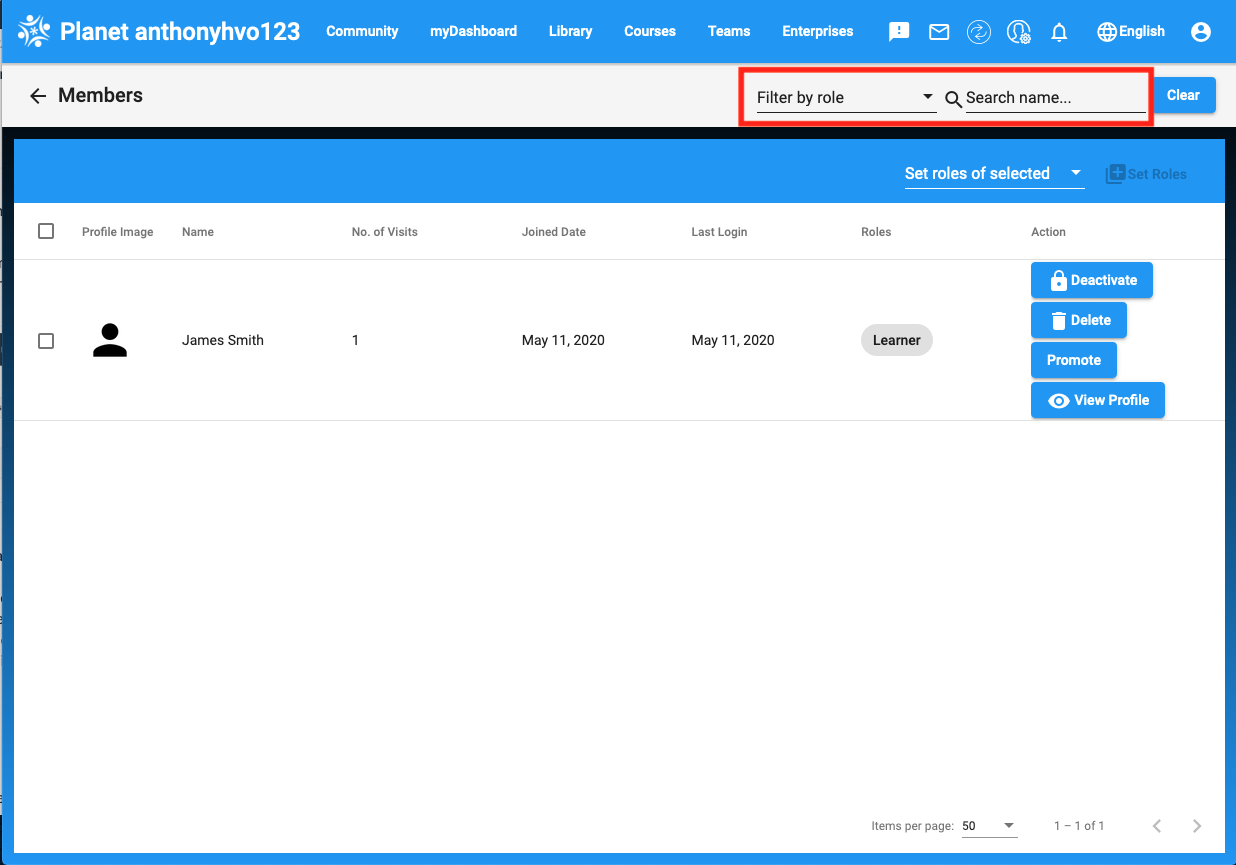 Planet anthonyhvo123 Community myDashboard Library Courses Teams Enterprises English
Members Filter by role Search name... Clear
Set roles of selected Set Roles
Profile Image Name No. of Visits Joined Date Last Login Roles Action
Deactivate
Delete
James Smith 1 May 11, 2020 May 11, 2020 Learner
Promote
View Profile
Items per page: 50 1 – 1 of 1